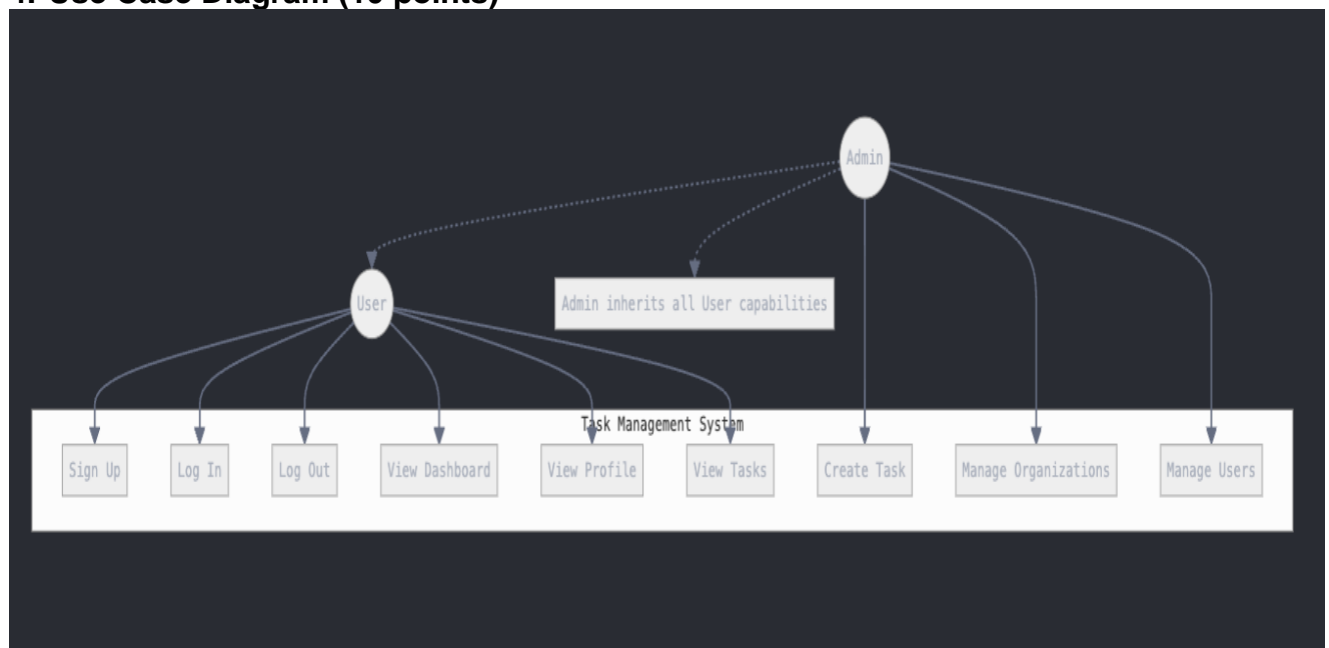 Use Case Diagram (10 points)
Admin
User
Admin inherits all User capabilities
Task Management System
Sign Up
Log In
Log Out
View Dashboard
View Profile
View Tasks
Create Task
Manage Organizations
Manage Users